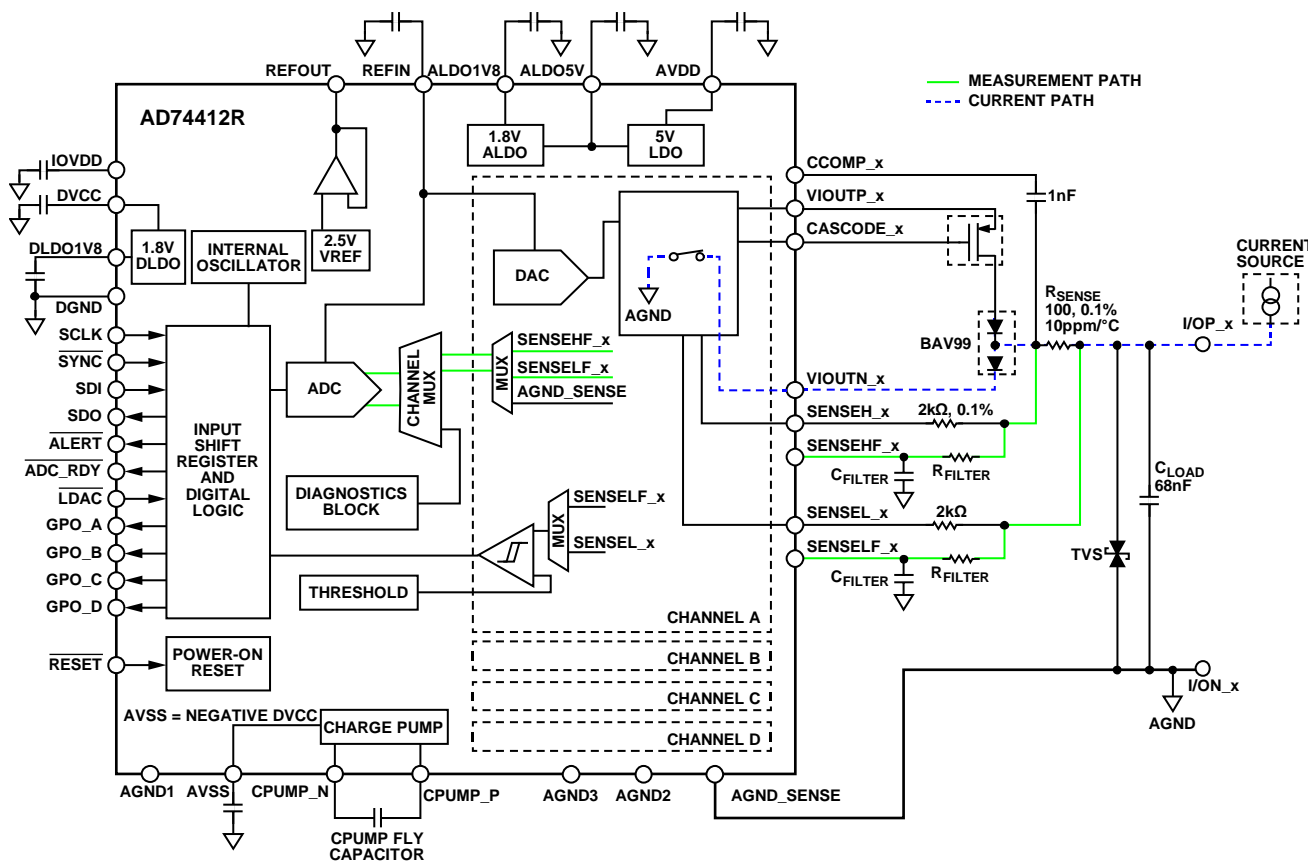 REFOUT
REFIN
ALDO1V8
ALDO5V
AVDD
MEASUREMENT PATH
CURRENT PATH
AD74412R
1.8V
ALDO
5V
LDO
IOVDD
DVCC
DLDO1V8
DGND
1.8V
DLDO
INTERNAL
OSCILLATOR
2.5V
VREF
DAC
AGND
CCOMP_x
VIOUTP_x
CASCODE_x
1nF
CURRENT
SOURCE
RSENSE
100, 0.1%
10ppm/°C
I/OP_x
BAV99
VIOUTN_x
SCLK
SYNC
SDI
SDO
ALERT
ADC_RDY
LDAC
GPO_A
GPO_B
GPO_C
GPO_D
RESET
INPUT
SHIFT
REGISTER
AND
DIGITAL
LOGIC
ADC
CHANNEL
MUX
MUX
SENSEHF_x
SENSELF_x
AGND_SENSE
SENSEH_x
2kΩ, 0.1%
SENSEHF_x
CFILTER
RFILTER
DIAGNOSTICS
BLOCK
MUX
SENSELF_x
SENSEL_x
SENSEL_x
2kΩ
SENSELF_x
CFILTER
RFILTER
CLOAD
68nF
TVS
THRESHOLD
CHANNEL A
CHANNEL B
CHANNEL C
CHANNEL D
POWER-ON
RESET
I/ON_x
AGND
AVSS = NEGATIVE DVCC
CHARGE PUMP
AGND1
AVSS
CPUMP_N
CPUMP_P
AGND3
AGND2
AGND_SENSE
CPUMP FLY
CAPACITOR